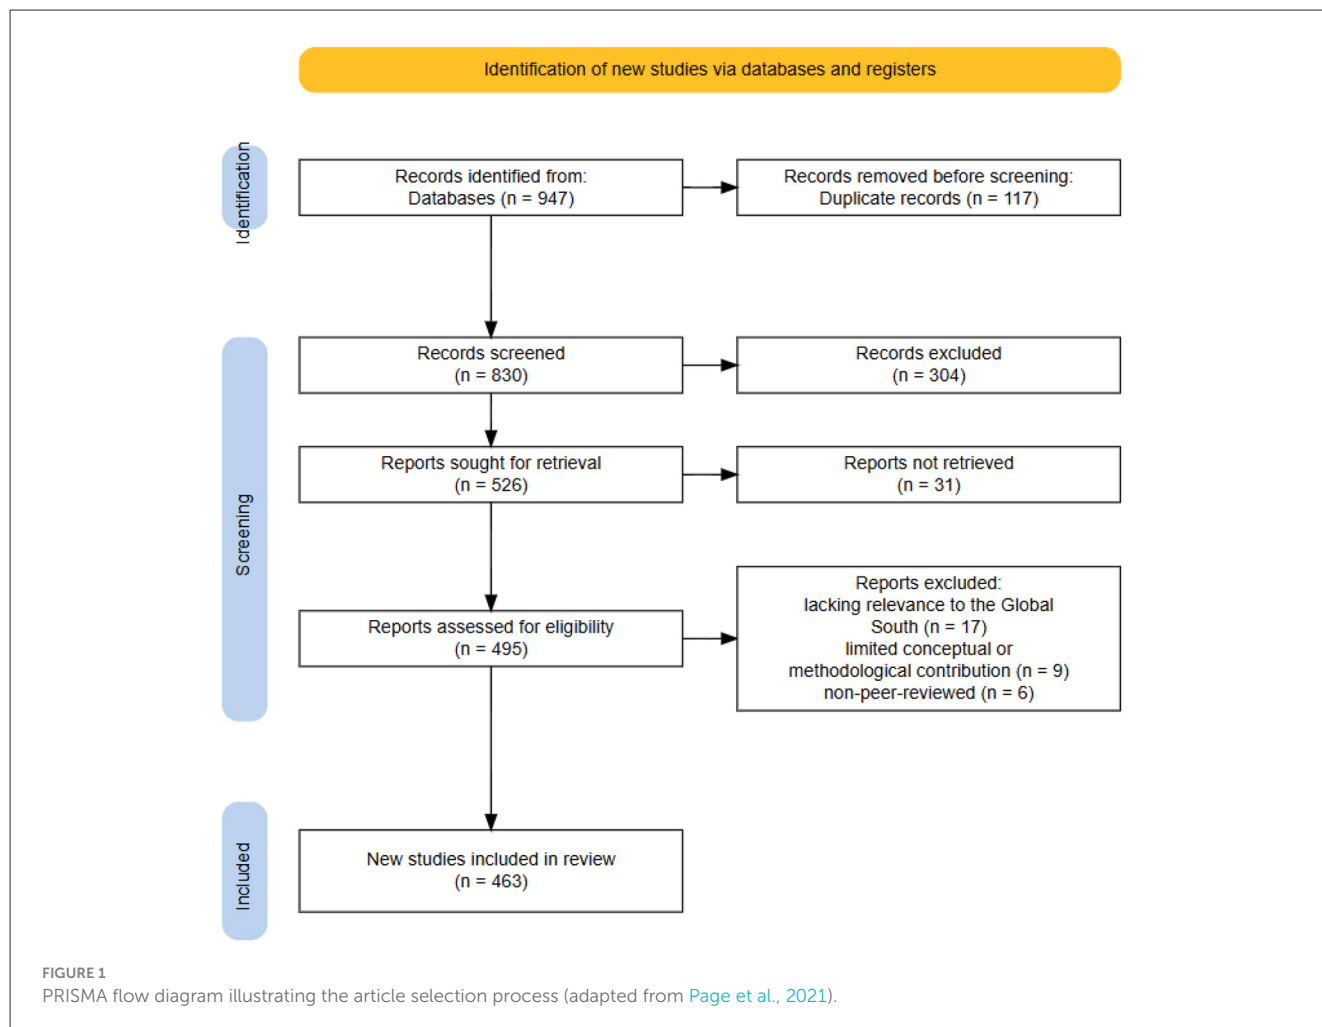 Identification of new studies via databases and registers
Identification
Records identified from:
Databases (n = 947)
Records removed before screening:
Duplicate records (n = 117)
Screening
Records screened
(n = 830)
Records excluded
(n = 304)
Reports sought for retrieval
(n = 526)
Reports not retrieved
(n = 31)
Reports assessed for eligibility
(n = 495)
Reports excluded:
lacking relevance to the Global
South (n = 17)
limited conceptual or
methodological contribution (n = 9)
non-peer-reviewed (n = 6)
Included
New studies included in review
(n = 463)
FIGURE 1
PRISMA flow diagram illustrating the article selection process (adapted from Page et al., 2021).